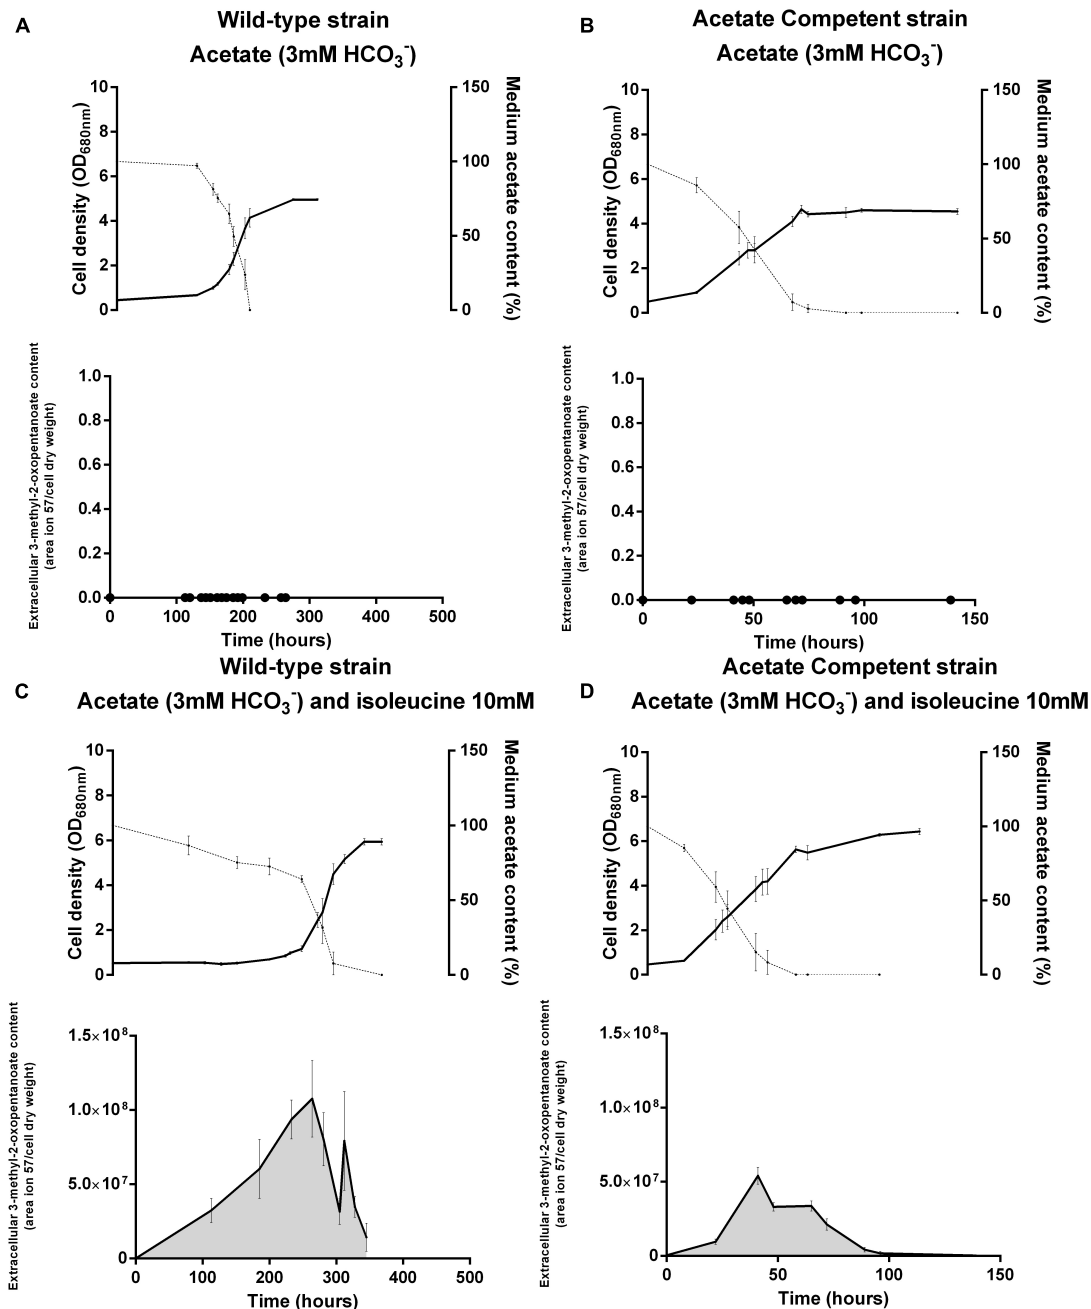 A
Wild-type strain
Acetate (3mM HCO3-)
Cell density (OD680nm)
10
8
6
4
2
0
150
100
50
0
Medium acetate content (%)
Extracellular 3-methyl-2-oxopentanoate content
(area ion 57/cell dry weight)
1.0
0.8
0.6
0.4
0.2
0.0
100
200
300
400
500
Time (hours)
B
Acetate Competent strain
Acetate (3mM HCO3-)
Cell density (OD680nm)
10
8
6
4
2
0
150
100
50
0
Medium acetate content (%)
Extracellular 3-methyl-2-oxopentanoate content
(area ion 57/cell dry weight)
1.0
0.8
0.6
0.4
0.2
0.0
0
50
100
150
Time (hours)
C
Wild-type strain
Acetate (3mM HCO3-) and isoleucine 10mM
Cell density (OD680nm)
10
8
6
4
2
0
150
100
50
0
Medium acetate content (%)
Extracellular 3-methyl-2-oxopentanoate content
(area ion 57/cell dry weight)
1.5×10^8
1.0×10^8
5.0×10^7
0
0
100
200
300
400
500
Time (hours)
D
Acetate Competent strain
Acetate (3mM HCO3-) and isoleucine 10mM
Cell density (OD680nm)
10
8
6
4
2
0
150
100
50
0
Medium acetate content (%)
Extracellular 3-methyl-2-oxopentanoate content
(area ion 57/cell dry weight)
1.5×10^8
1.0×10^8
5.0×10^7
0
0
50
100
150
Time (hours)